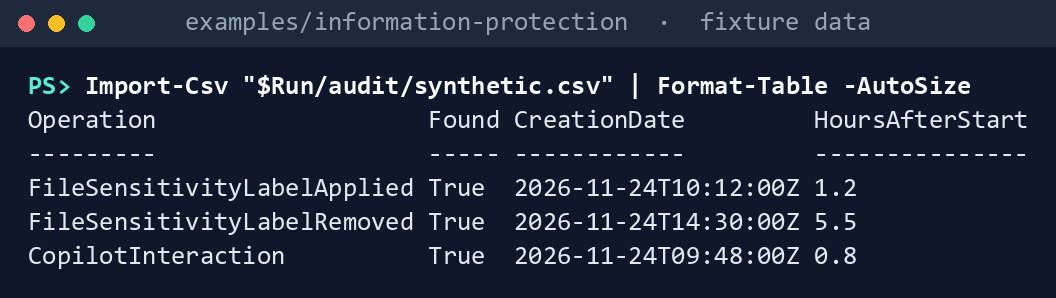 examples/information-protection · fixture data
PS> Import-Csv "$Run/audit/synthetic.csv" | Format-Table -AutoSize
Operation Found CreationDate HoursAfterStart
--------- ----- ------------ ---------------
FileSensitivityLabelApplied True 2026-11-24T10:12:00Z 1.2
FileSensitivityLabelRemoved True 2026-11-24T14:30:00Z 5.5
CopilotInteraction True 2026-11-24T09:48:00Z 0.8